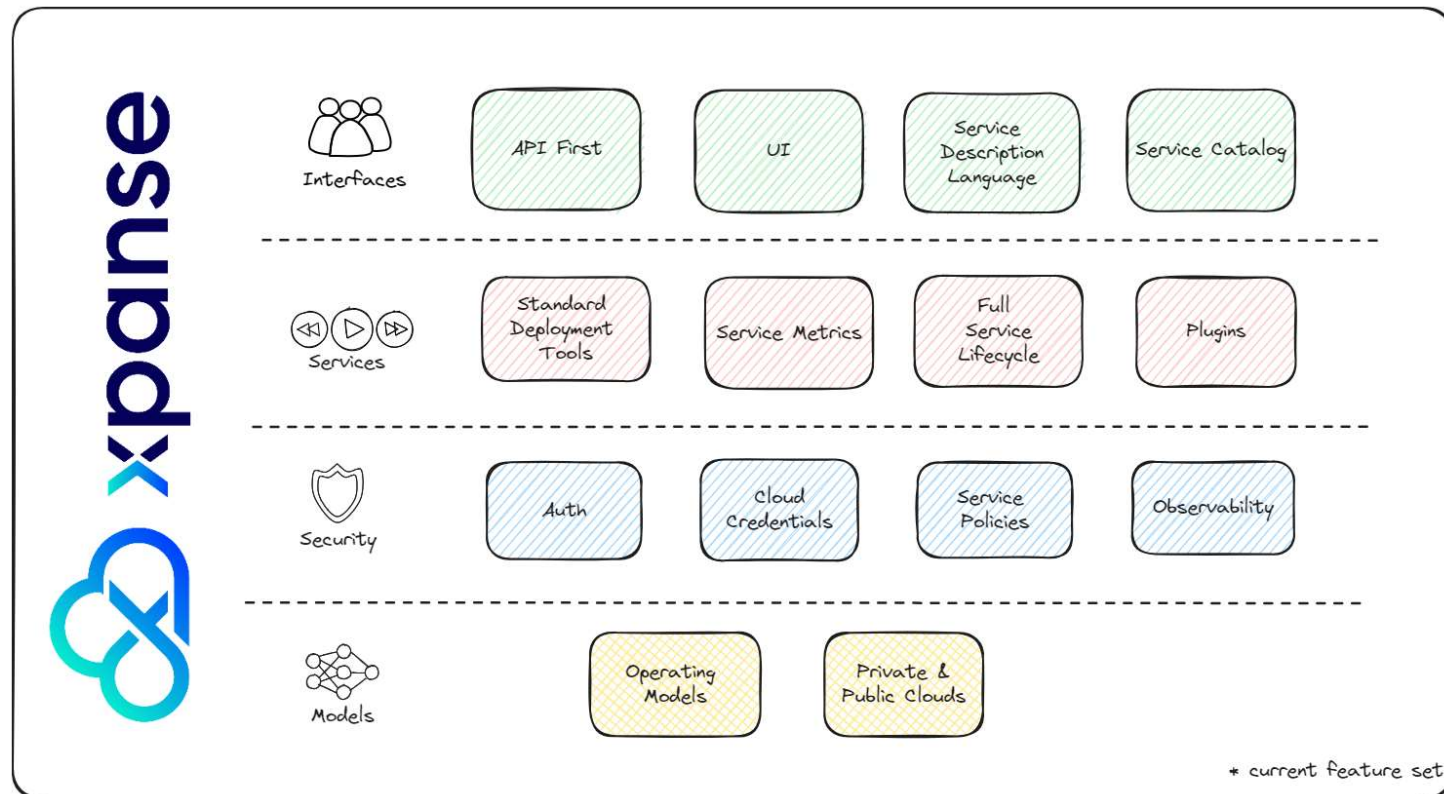 xpanse
Interfaces
API First
UI
Service
Description
Language
Service Catalog
Services
Standard
Deployment
Tools
Service Metrics
Full
Service
Lifecycle
Plugins
Security
Auth
Cloud
Credentials
Service
Policies
Observability
Models
Operating
Models
Private &
Public Clouds
* current feature set